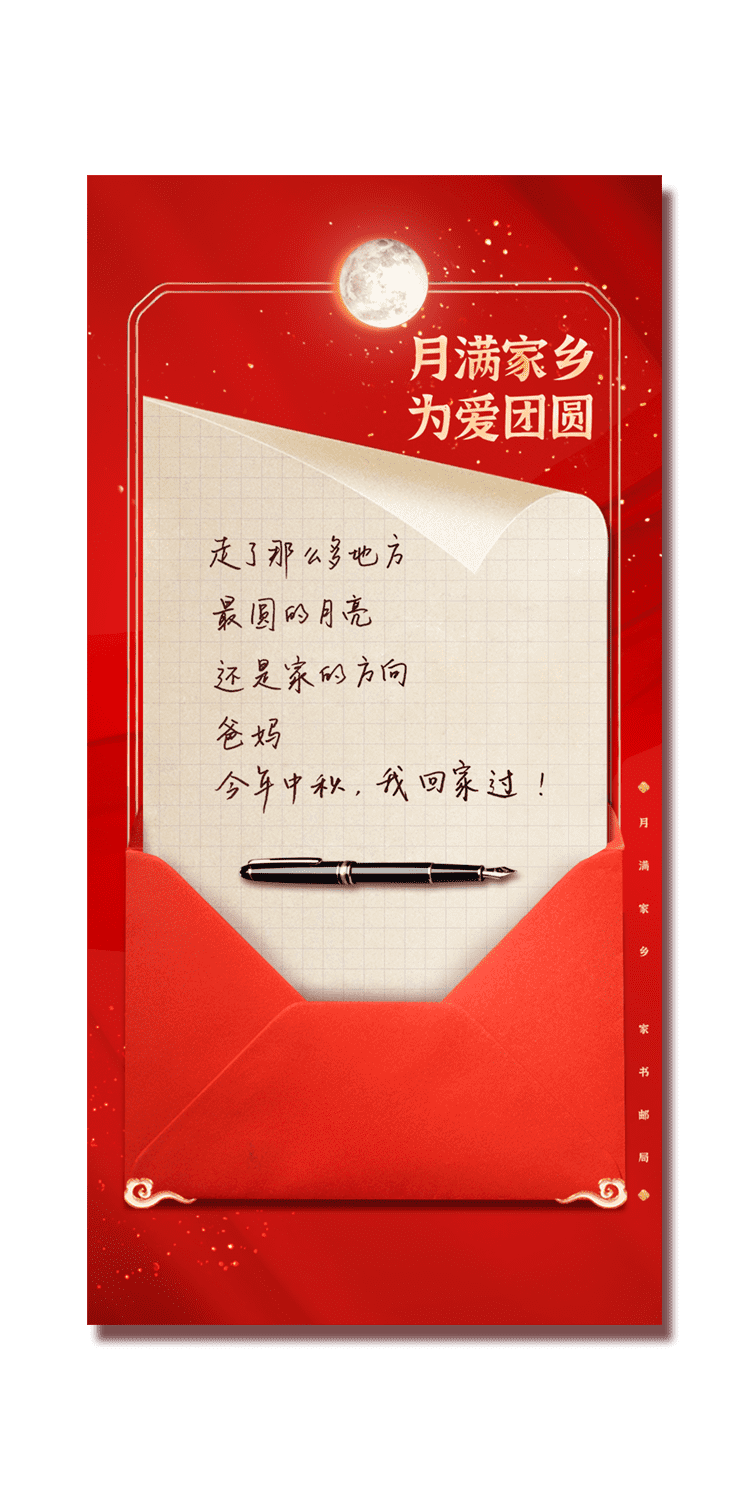 月满家乡
为爱团圆
走了那么多地方
最圆的月亮
还是家的方向
爸妈
今年中秋，我回家过！
月满家乡 家书邮局